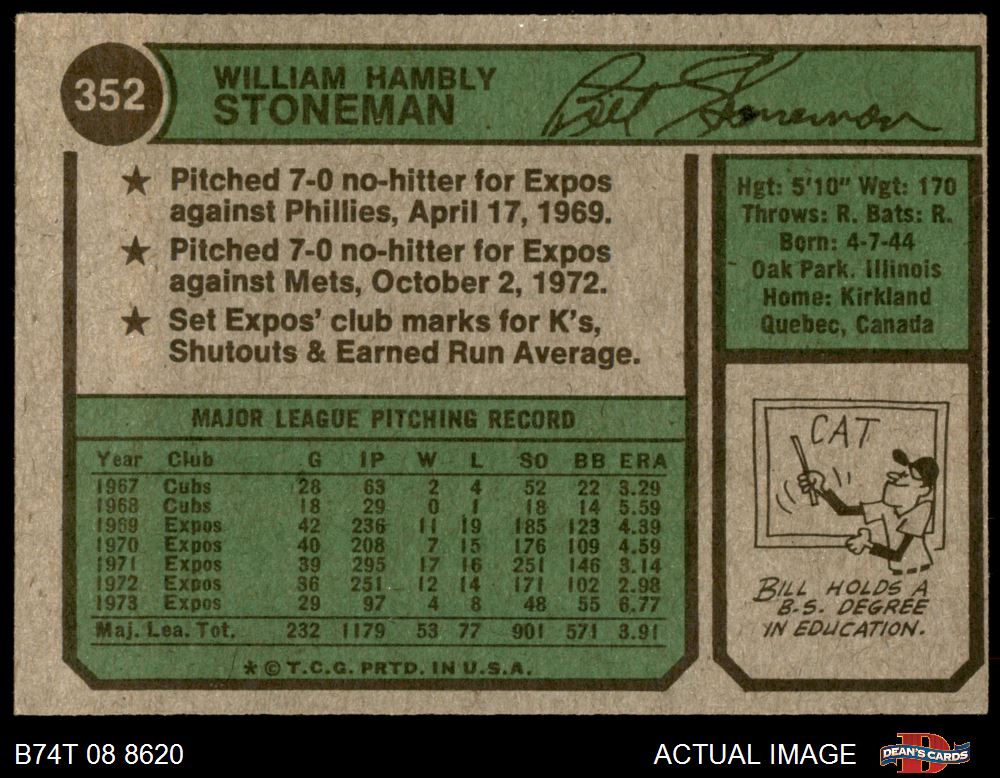 352
WILLIAM HAMBLY
STONEMAN
Bill Stoneman
★ Pitched 7-0 no-hitter for Expos
against Phillies, April 17, 1969.
★ Pitched 7-0 no-hitter for Expos
against Mets, October 2, 1972.
★ Set Expos' club marks for K's,
Shutouts & Earned Run Average.
Hgt: 5'10" Wgt: 170
Throws: R. Bats: R.
Born: 4-7-44
Oak Park. Illinois
Home: Kirkland
Quebec, Canada
MAJOR LEAGUE PITCHING RECORD
Year Club G IP W L SO BB ERA
1967 Cubs 28 63 2 4 52 22 3.29
1968 Cubs 18 29 0 1 18 14 5.59
1969 Expos 42 236 11 19 185 123 4.39
1970 Expos 40 208 7 15 176 109 4.59
1971 Expos 39 295 17 16 251 146 3.14
1972 Expos 36 251 12 14 171 102 2.98
1973 Expos 29 97 4 8 48 55 6.77
Maj. Lea. Tot. 232 1179 53 77 901 571 3.91
* © T.C.G. PRTD. IN U.S.A.
CAT
BILL HOLDS A
B-S. DEGREE
IN EDUCATION.
B74T 08 8620
ACTUAL IMAGE
D
DEAN'S CARDS